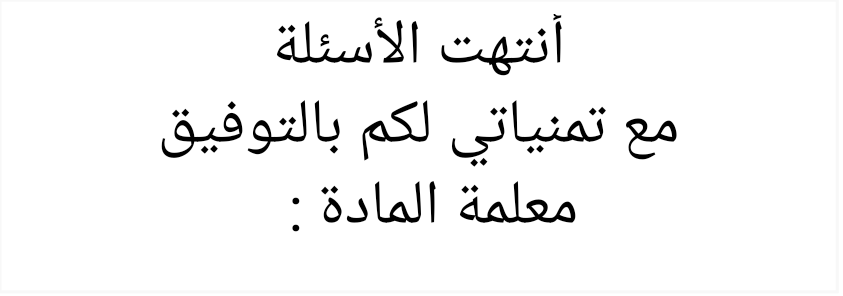 أنتهت الأسئلة
مع تمنياتي لكم بالتوفيق
معلمة المادة :